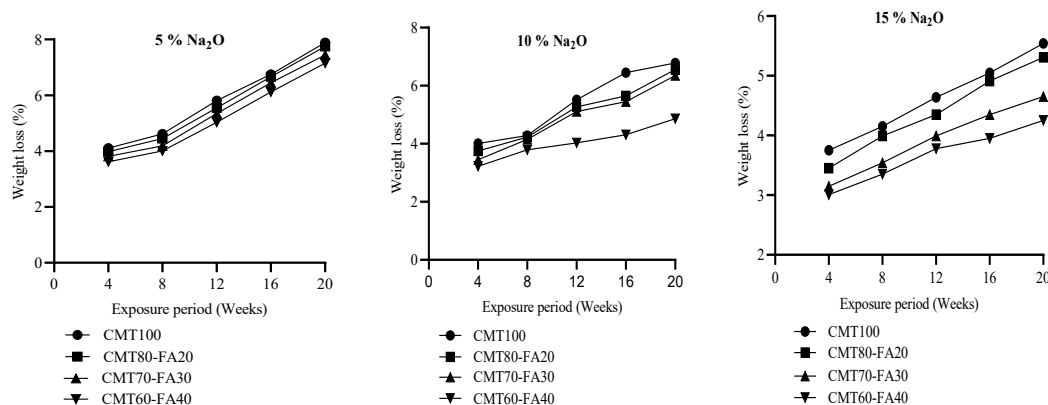 5 % Na₂O
Weight loss (%)
8
6
4
2
0
0 4 8 12 16 20
Exposure period (Weeks)
CMT100
CMT80-FA20
CMT70-FA30
CMT60-FA40
10 % Na₂O
Weight loss (%)
8
6
4
2
0
0 4 8 12 16 20
Exposure period (Weeks)
CMT100
CMT80-FA20
CMT70-FA30
CMT60-FA40
15 % Na₂O
Weight loss (%)
6
5
4
3
2
0 4 8 12 16 20
Exposure period (Weeks)
CMT100
CMT80-FA20
CMT70-FA30
CMT60-FA40